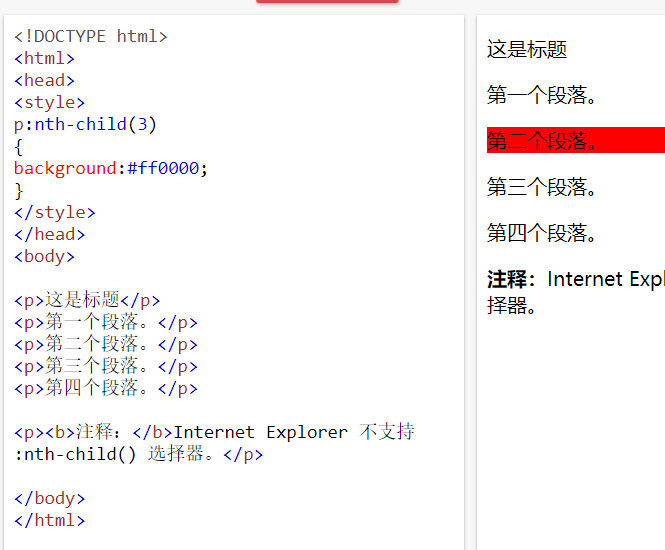 <!DOCTYPE html>
<html>
<head>
<style>
p:nth-child(3)
{
background:#ff0000;
}
</style>
</head>
<body>
<p>这是标题</p>
<p>第一个段落。</p>
<p>第二个段落。</p>
<p>第三个段落。</p>
<p>第四个段落。</p>
<p><b>注释：</b>Internet Explorer 不支持
:nth-child() 选择器。</p>
</body>
</html>
这是标题
第一个段落。
第二个段落。
第三个段落。
第四个段落。
注释：Internet Expl
择器。